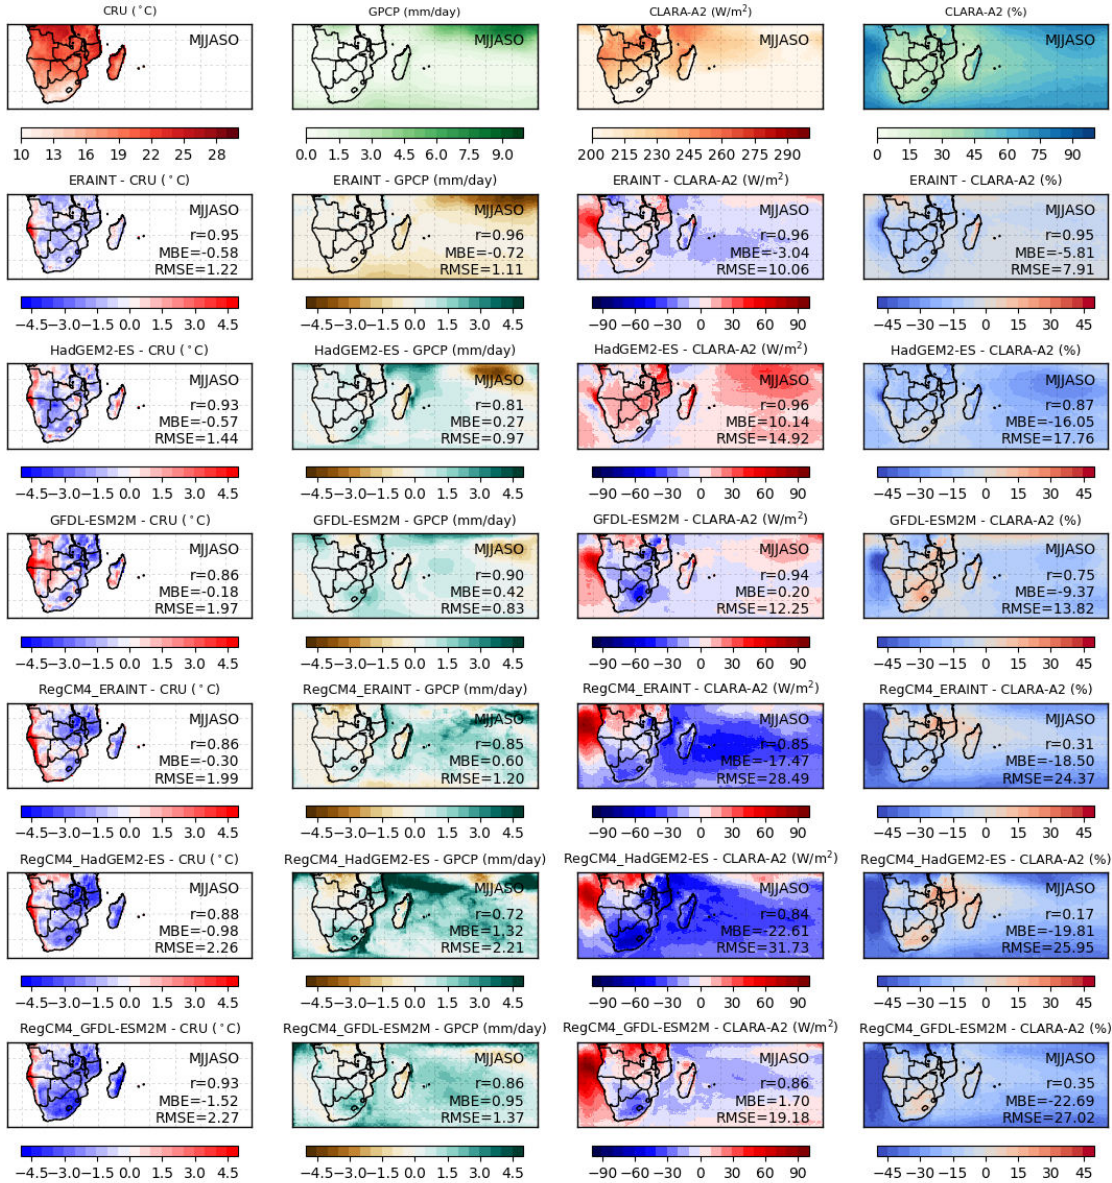 CRU (°C)
GPCP (mm/day)
CLARA-A2 (W/m²)
CLARA-A2 (%)
MJJASO
MJJASO
MJJASO
MJJASO
10 13 16 19 22 25 28
0.0 1.5 3.0 4.5 6.0 7.5 9.0
200 215 230 245 260 275 290
0 15 30 45 60 75 90
ERAINT - CRU (°C)
ERAINT - GPCP (mm/day)
ERAINT - CLARA-A2 (W/m²)
ERAINT - CLARA-A2 (%)
MJJASO
r=0.95
MBE=-0.58
RMSE=1.22
MJJASO
r=0.96
MBE=-0.72
RMSE=1.11
MJJASO
r=0.96
MBE=-3.04
RMSE=10.06
MJJASO
r=0.95
MBE=-5.81
RMSE=7.91
−4.5−3.0−1.5 0.0 1.5 3.0 4.5
−4.5−3.0−1.5 0.0 1.5 3.0 4.5
−90 −60 −30 0 30 60 90
−45 −30 −15 0 15 30 45
HadGEM2-ES - CRU (°C)
HadGEM2-ES - GPCP (mm/day)
HadGEM2-ES - CLARA-A2 (W/m²)
HadGEM2-ES - CLARA-A2 (%)
MJJASO
r=0.93
MBE=-0.57
RMSE=1.44
MJJASO
r=0.81
MBE=0.27
RMSE=0.97
MJJASO
r=0.96
MBE=10.14
RMSE=14.92
MJJASO
r=0.87
MBE=-16.05
RMSE=17.76
−4.5−3.0−1.5 0.0 1.5 3.0 4.5
−4.5−3.0−1.5 0.0 1.5 3.0 4.5
−90 −60 −30 0 30 60 90
−45 −30 −15 0 15 30 45
GFDL-ESM2M - CRU (°C)
GFDL-ESM2M - GPCP (mm/day)
GFDL-ESM2M - CLARA-A2 (W/m²)
GFDL-ESM2M - CLARA-A2 (%)
MJJASO
r=0.86
MBE=-0.18
RMSE=1.97
MJJASO
r=0.90
MBE=0.42
RMSE=0.83
MJJASO
r=0.94
MBE=0.20
RMSE=12.25
MJJASO
r=0.75
MBE=-9.37
RMSE=13.82
−4.5−3.0−1.5 0.0 1.5 3.0 4.5
−4.5−3.0−1.5 0.0 1.5 3.0 4.5
−90 −60 −30 0 30 60 90
−45 −30 −15 0 15 30 45
RegCM4_ERAINT - CRU (°C)
RegCM4_ERAINT - GPCP (mm/day)
RegCM4_ERAINT - CLARA-A2 (W/m²)
RegCM4_ERAINT - CLARA-A2 (%)
MJJASO
r=0.86
MBE=-0.30
RMSE=1.99
MJJASO
r=0.85
MBE=0.60
RMSE=1.20
MJJASO
r=0.85
MBE=-17.47
RMSE=28.49
MJJASO
r=0.31
MBE=-18.50
RMSE=24.37
−4.5−3.0−1.5 0.0 1.5 3.0 4.5
−4.5−3.0−1.5 0.0 1.5 3.0 4.5
−90 −60 −30 0 30 60 90
−45 −30 −15 0 15 30 45
RegCM4_HadGEM2-ES - CRU (°C)
RegCM4_HadGEM2-ES - GPCP (mm/day)
RegCM4_HadGEM2-ES - CLARA-A2 (W/m²)
RegCM4_HadGEM2-ES - CLARA-A2 (%)
MJJASO
r=0.88
MBE=-0.98
RMSE=2.26
MJJASO
r=0.72
MBE=1.32
RMSE=2.21
MJJASO
r=0.84
MBE=-22.61
RMSE=31.73
MJJASO
r=0.17
MBE=-19.81
RMSE=25.95
−4.5−3.0−1.5 0.0 1.5 3.0 4.5
−4.5−3.0−1.5 0.0 1.5 3.0 4.5
−90 −60 −30 0 30 60 90
−45 −30 −15 0 15 30 45
RegCM4_GFDL-ESM2M - CRU (°C)
RegCM4_GFDL-ESM2M - GPCP (mm/day)
RegCM4_GFDL-ESM2M - CLARA-A2 (W/m²)
RegCM4_GFDL-ESM2M - CLARA-A2 (%)
MJJASO
r=0.93
MBE=-1.52
RMSE=2.27
MJJASO
r=0.86
MBE=0.95
RMSE=1.37
MJJASO
r=0.86
MBE=1.70
RMSE=19.18
MJJASO
r=0.35
MBE=-22.69
RMSE=27.02
−4.5−3.0−1.5 0.0 1.5 3.0 4.5
−4.5−3.0−1.5 0.0 1.5 3.0 4.5
−90 −60 −30 0 30 60 90
−45 −30 −15 0 15 30 45